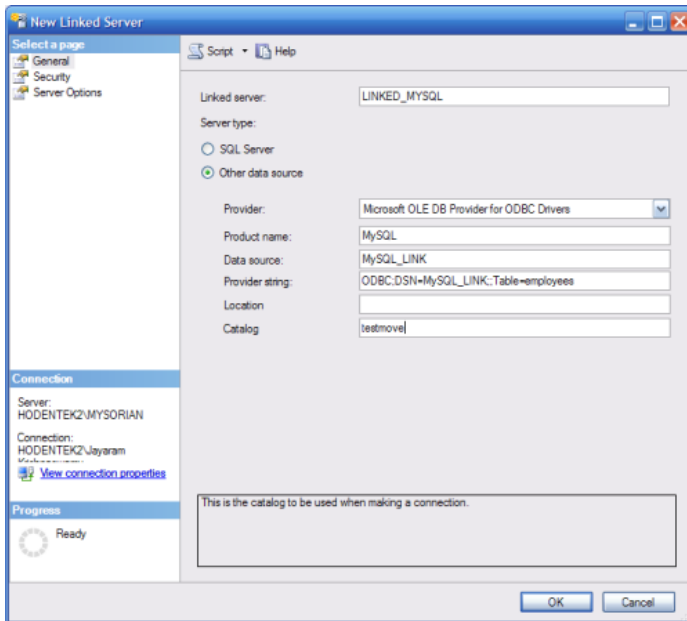 New Linked Server
Select a page
General
Security
Server Options
Script
Help
Linked server:
LINKED_MYSQL
Server type:
SQL Server
Other data source
Provider:
Microsoft OLE DB Provider for ODBC Drivers
Product name:
MySQL
Data source:
MySQL_LINK
Provider string:
ODBC;DSN=MySQL_LINK;;Table=employees
Location
Catalog
testmove
Connection
Server:
HODENTEK2\MYSORIAN
Connection:
HODENTEK2\Jayaram
View connection properties
Progress
Ready
This is the catalog to be used when making a connection.
OK
Cancel